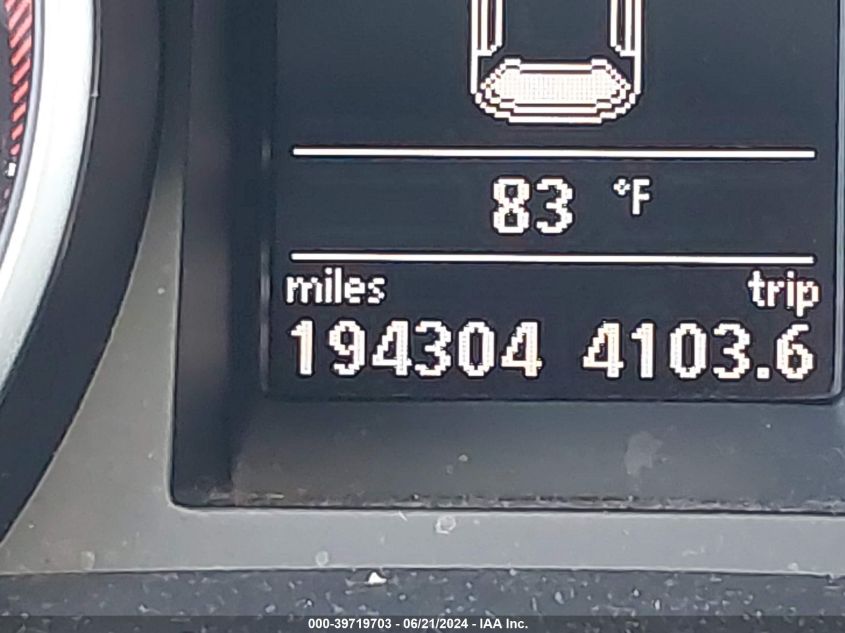 83 °F
miles trip
194304 4103.6
000-39719703 - 06/21/2024 - IAA Inc.